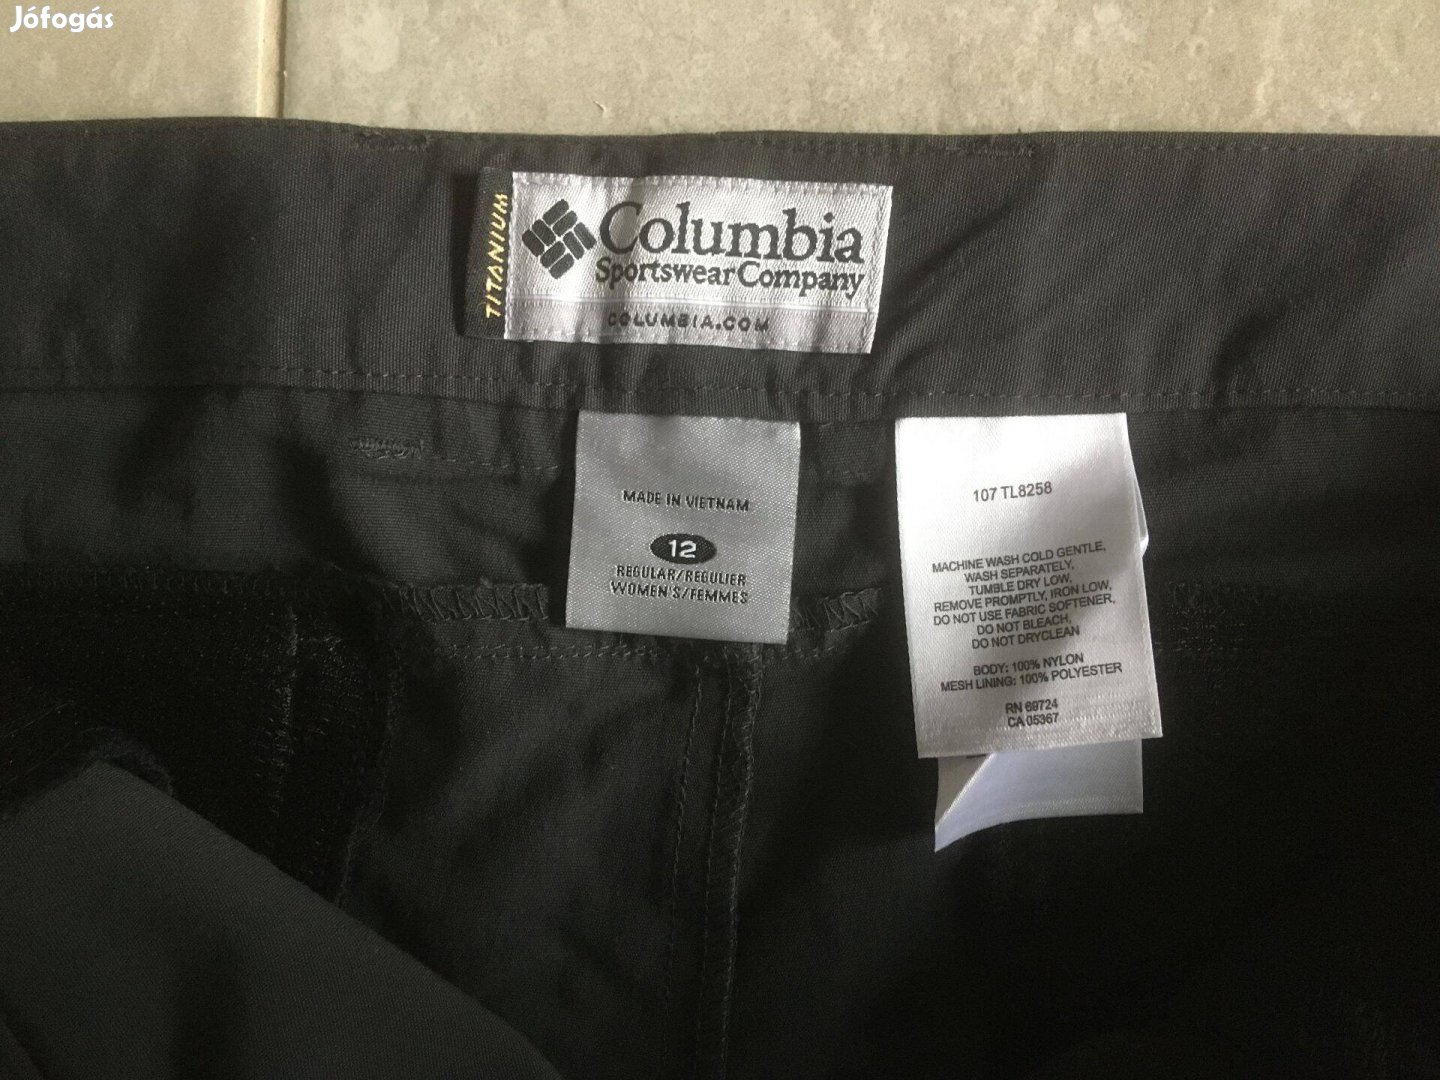 Jófogás
TITANIUM
Columbia
Sportswear Company
COLUMBIA.COM
MADE IN VIETNAM
12
REGULAR/REGULIER
WOMEN'S/FEMMES
107 TL8258
MACHINE WASH COLD GENTLE,
WASH SEPARATELY,
TUMBLE DRY LOW,
REMOVE PROMPTLY, IRON LOW,
DO NOT USE FABRIC SOFTENER,
DO NOT BLEACH,
DO NOT DRYCLEAN
BODY: 100% NYLON
MESH LINING: 100% POLYESTER
RN 69724
CA 05367